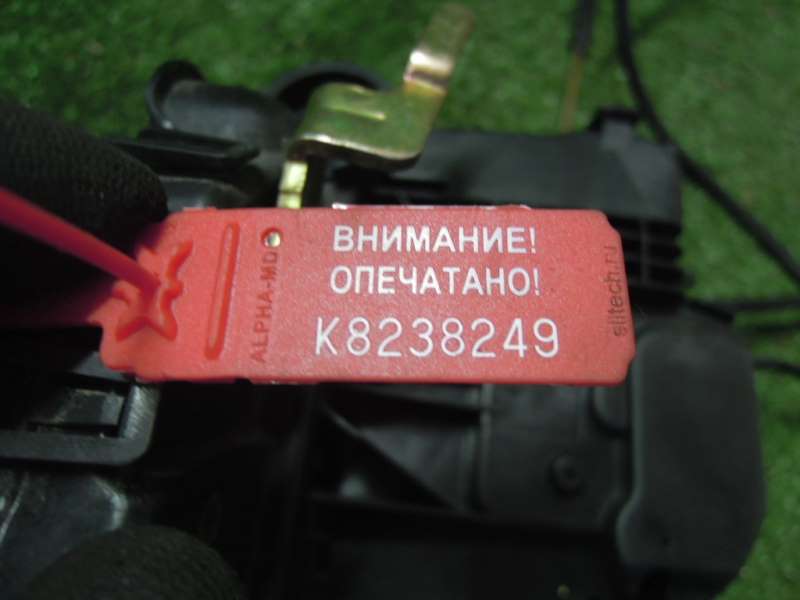 ВНИМАНИЕ!
ОПЕЧАТАНО!
K8238249
ALPHA-MD
siltech.ru